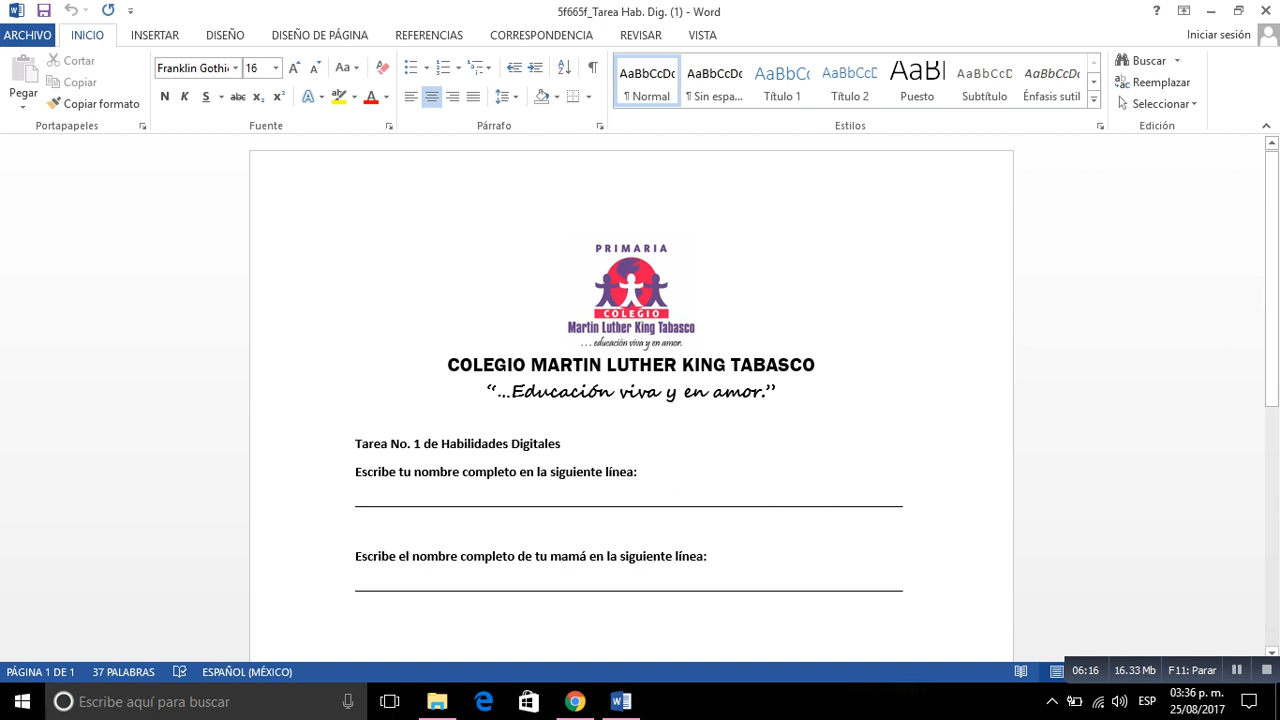 5f665f_Tarea Hab. Dig. (1) - Word
ARCHIVO INICIO INSERTAR DISEÑO DISEÑO DE PÁGINA REFERENCIAS CORRESPONDENCIA REVISAR VISTA Iniciar sesión
Pegar
Cortar
Copiar
Copiar formato
Portapapeles
Franklin Gothi 16 Aa
N K S abc x₂ x² A A
Fuente
Párrafo
AaBbCcDc AaBbCcDc AaBbC AaBbCcD AaBl AaBbCcD AaBbCcDc
¶ Normal ¶ Sin espa... Título 1 Título 2 Puesto Subtítulo Énfasis sutil
Estilos
Buscar
Reemplazar
Seleccionar
Edición
PRIMARIA
COLEGIO
Martin Luther King Tabasco
. . . educación viva y en amor.
COLEGIO MARTIN LUTHER KING TABASCO
“...Educación viva y en amor.”
Tarea No. 1 de Habilidades Digitales
Escribe tu nombre completo en la siguiente línea:
Escribe el nombre completo de tu mamá en la siguiente línea:
PÁGINA 1 DE 1 37 PALABRAS ESPAÑOL (MÉXICO)
06:16 16.33 Mb F11: Parar
Escribe aquí para buscar
ESP
03:36 p. m.
25/08/2017